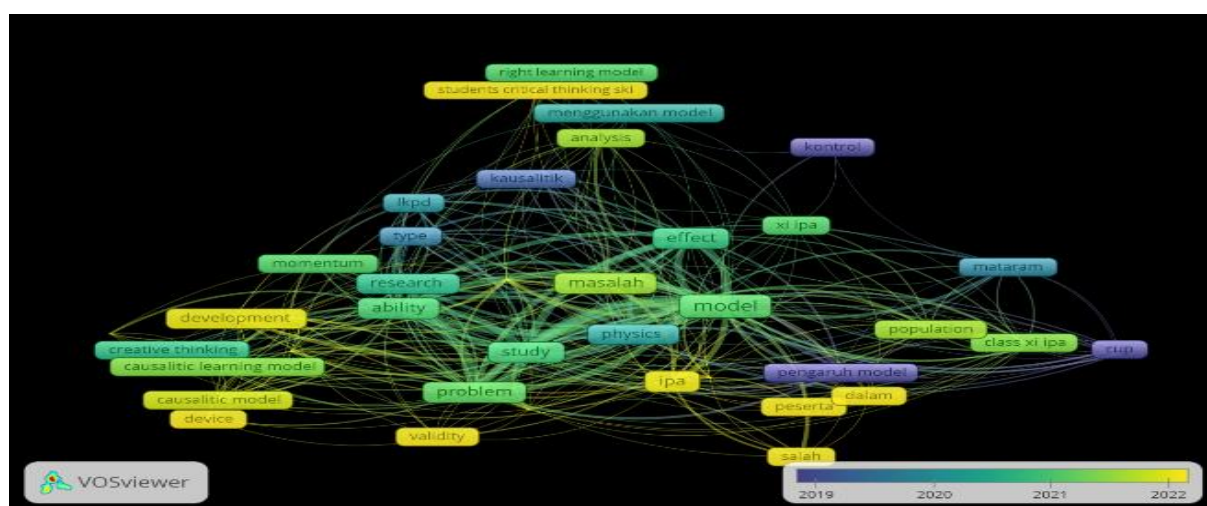 right learning model
students critical thinking ski
menggunakan model
analysis
kontrol
kausalitik
lkpd
xi ipa
type
effect
momentum
mataram
research
masalah
ability
model
development
physics
population
creative thinking
study
class xi ipa
cup
causalitic learning model
pengaruh model
ipa
problem
dalam
causalitic model
peserta
device
validity
salah
VOSviewer
2019 2020 2021 2022